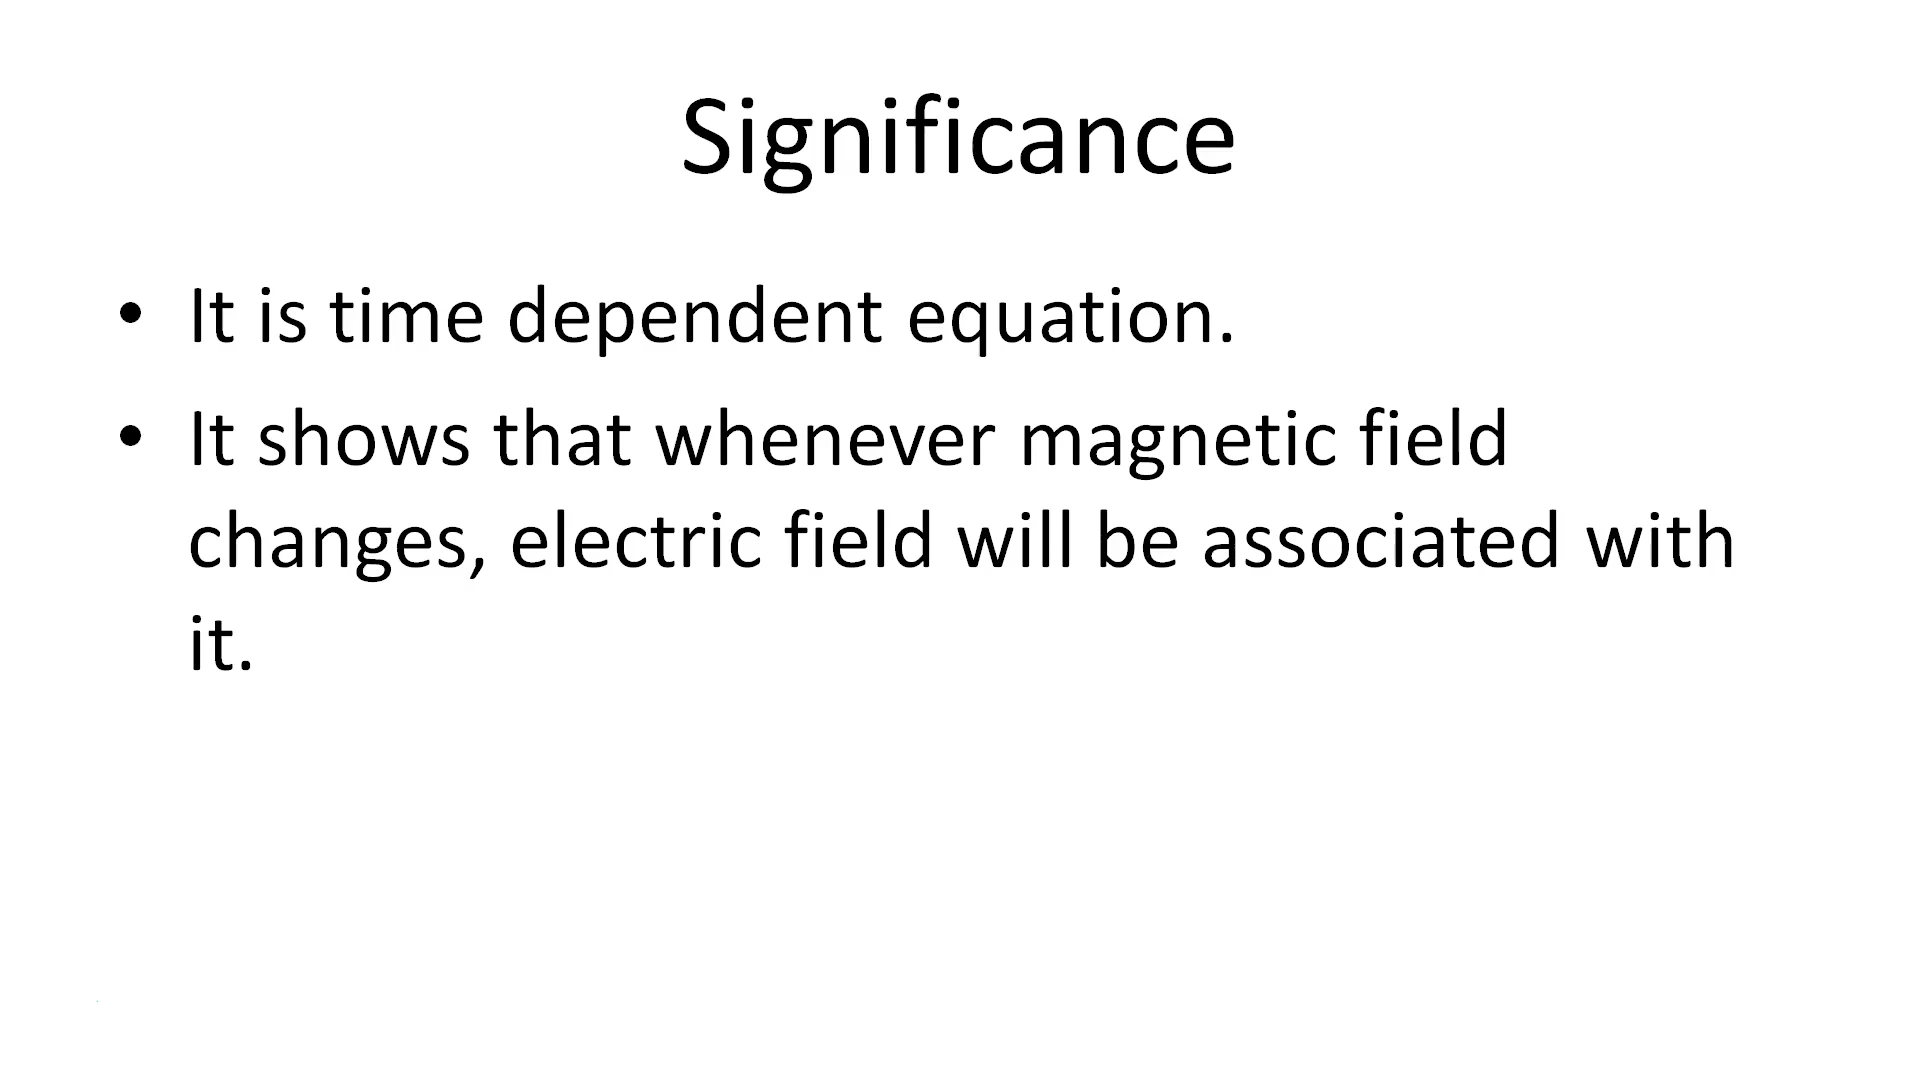 Significance
• It is time dependent equation.
• It shows that whenever magnetic field
changes, electric field will be associated with
it.